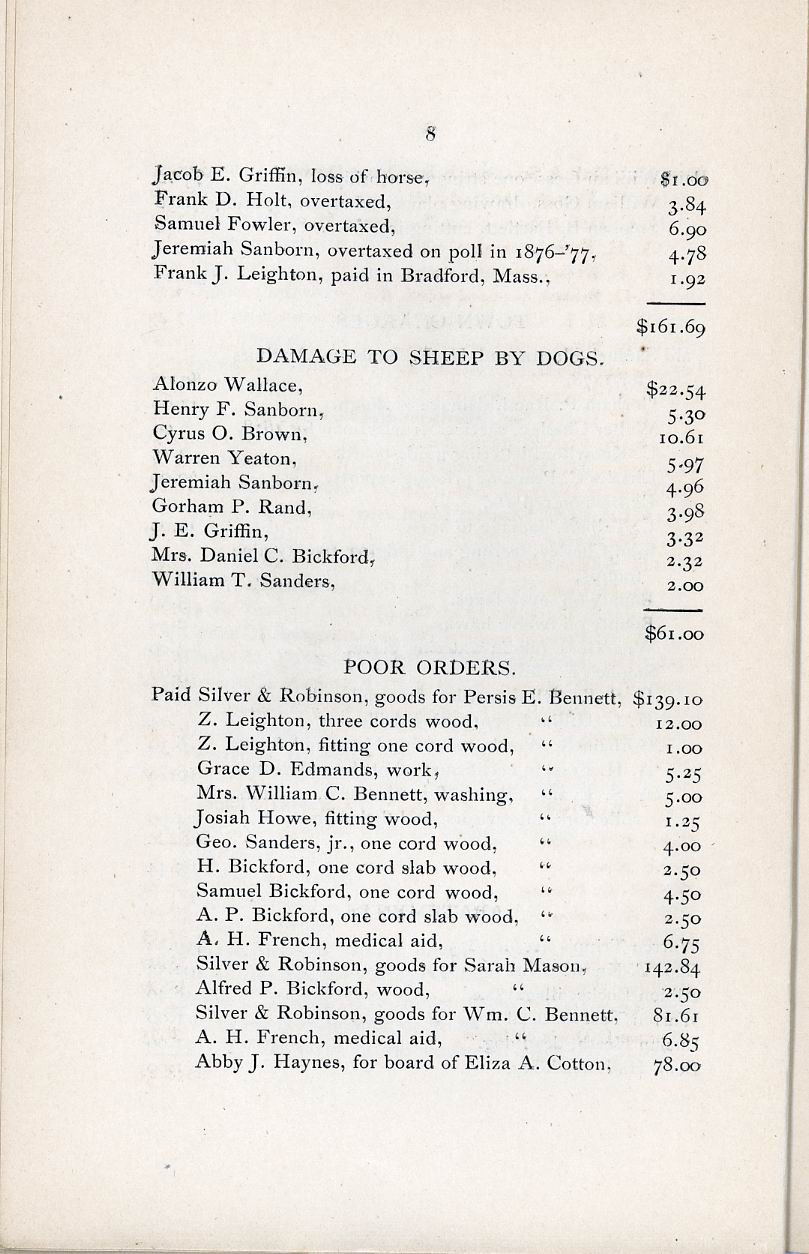 8
Jacob E. Griffin, loss of horse, $1.00
Frank D. Holt, overtaxed, 3.84
Samuel Fowler, overtaxed, 6.90
Jeremiah Sanborn, overtaxed on poll in 1876–'77, 4.78
Frank J. Leighton, paid in Bradford, Mass., 1.92
$161.69
DAMAGE TO SHEEP BY DOGS.
Alonzo Wallace, $22.54
Henry F. Sanborn, 5.30
Cyrus O. Brown, 10.61
Warren Yeaton, 5.97
Jeremiah Sanborn, 4.96
Gorham P. Rand, 3.98
J. E. Griffin, 3.32
Mrs. Daniel C. Bickford, 2.32
William T. Sanders, 2.00
$61.00
POOR ORDERS.
Paid Silver & Robinson, goods for Persis E. Bennett, $139.10
Z. Leighton, three cords wood, “ 12.00
Z. Leighton, fitting one cord wood, “ 1.00
Grace D. Edmands, work, “ 5.25
Mrs. William C. Bennett, washing, “ 5.00
Josiah Howe, fitting wood, “ 1.25
Geo. Sanders, jr., one cord wood, “ 4.00
H. Bickford, one cord slab wood, “ 2.50
Samuel Bickford, one cord wood, “ 4.50
A. P. Bickford, one cord slab wood, “ 2.50
A. H. French, medical aid, “ 6.75
Silver & Robinson, goods for Sarah Mason, 142.84
Alfred P. Bickford, wood, “ 2.50
Silver & Robinson, goods for Wm. C. Bennett, 81.61
A. H. French, medical aid, “ 6.85
Abby J. Haynes, for board of Eliza A. Cotton, 78.00